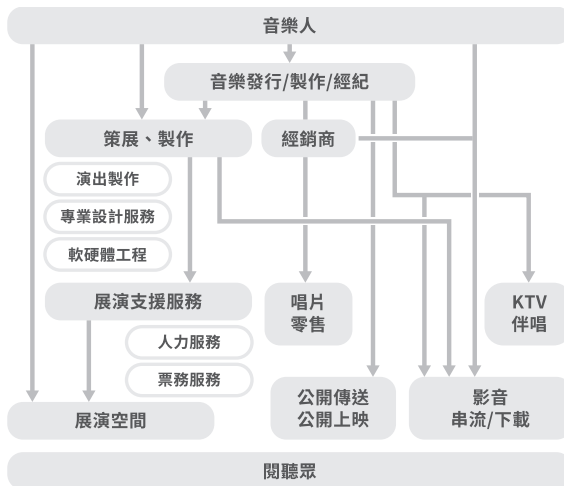 音樂人
音樂發行/製作/經紀
策展、製作
經銷商
演出製作
專業設計服務
軟硬體工程
展演支援服務
唱片
零售
KTV
伴唱
人力服務
票務服務
展演空間
公開傳送
公開上映
影音
串流/下載
閱聽眾